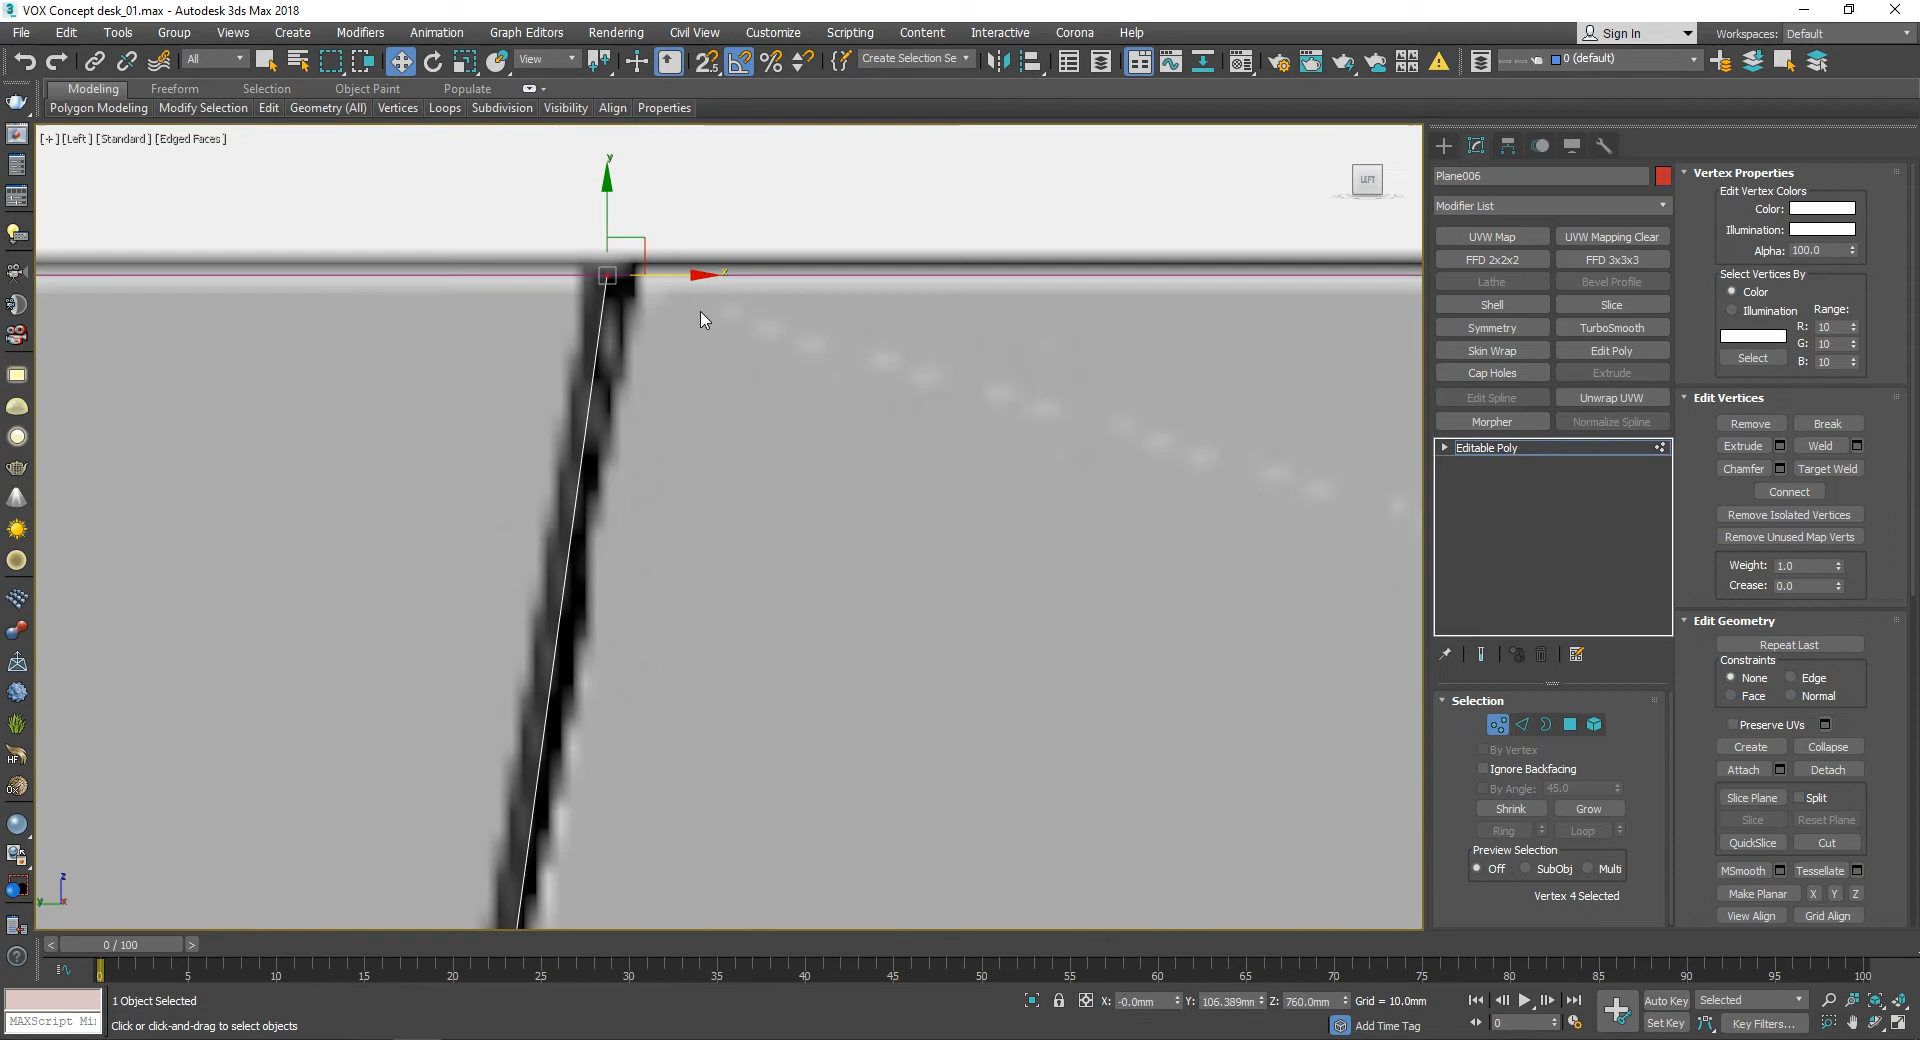 VOX Concept desk_01.max - Autodesk 3ds Max 2018
File Edit Tools Group Views Create Modifiers Animation Graph Editors Rendering Civil View Customize Scripting Content Interactive Corona Help
Sign In Workspaces: Default
All View Create Selection Se 0 (default)
Modeling Freeform Selection Object Paint Populate
Polygon Modeling Modify Selection Edit Geometry (All) Vertices Loops Subdivision Visibility Align Properties
[+] [Left] [Standard] [Edged Faces]
y
x
LEFT
z
y x
HF
Plane006
Modifier List
UVW Map UVW Mapping Clear
FFD 2x2x2 FFD 3x3x3
Lathe Bevel Profile
Shell Slice
Symmetry TurboSmooth
Skin Wrap Edit Poly
Cap Holes Extrude
Edit Spline Unwrap UVW
Morpher Normalize Spline
Editable Poly
Selection
By Vertex
Ignore Backfacing
By Angle: 45.0
Shrink Grow
Ring Loop
Preview Selection
Off SubObj Multi
Vertex 4 Selected
Vertex Properties
Edit Vertex Colors
Color:
Illumination:
Alpha: 100.0
Select Vertices By
Color
Illumination Range:
R: 10
G: 10
Select B: 10
Edit Vertices
Remove Break
Extrude Weld
Chamfer Target Weld
Connect
Remove Isolated Vertices
Remove Unused Map Verts
Weight: 1.0
Crease: 0.0
Edit Geometry
Repeat Last
Constraints
None Edge
Face Normal
Preserve UVs
Create Collapse
Attach Detach
Slice Plane Split
Slice Reset Plane
QuickSlice Cut
MSmooth Tessellate
Make Planar X Y Z
View Align Grid Align
< 0 / 100 >
0 5 10 15 20 25 30 35 40 45 50 55 60 65 70 75 80 85 90 95 100
1 Object Selected
X: -0.0mm Y: 106.389mm Z: 760.0mm Grid = 10.0mm
Auto Key Selected
MAXScript Mi
Click or click-and-drag to select objects
Add Time Tag
0
Set Key Key Filters...